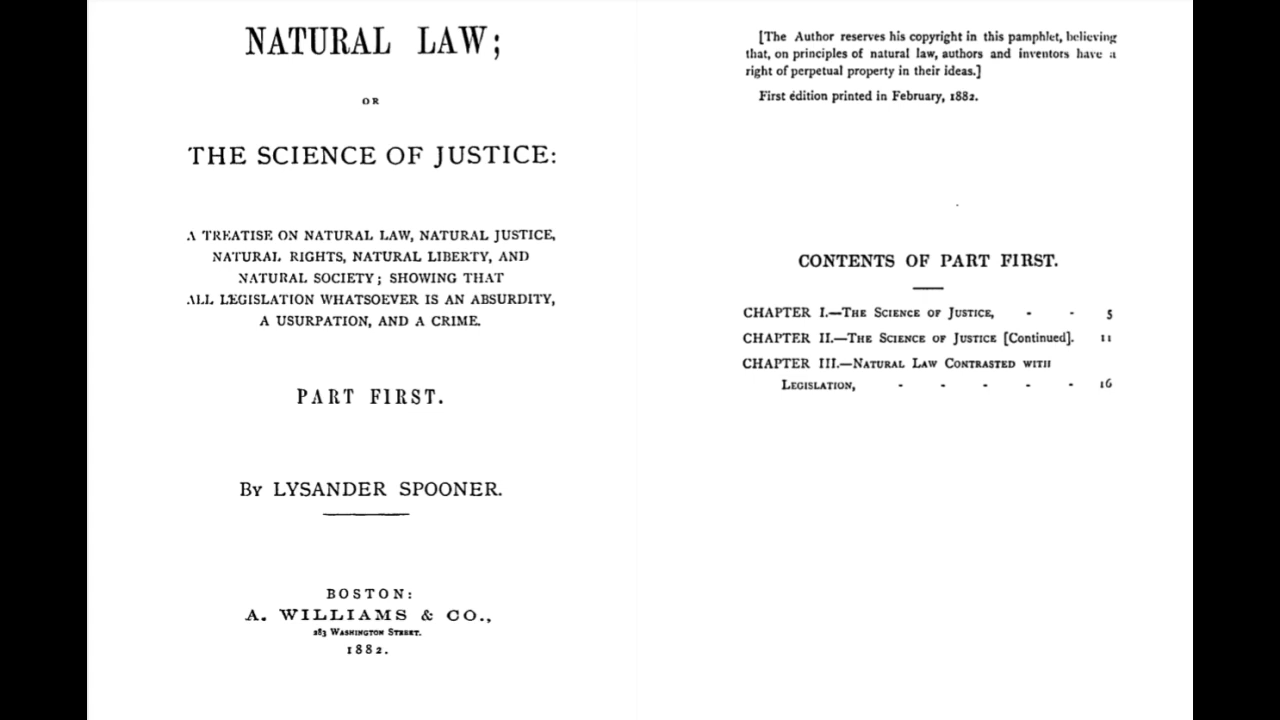 NATURAL LAW;
OR
THE SCIENCE OF JUSTICE:
A TREATISE ON NATURAL LAW, NATURAL JUSTICE,
NATURAL RIGHTS, NATURAL LIBERTY, AND
NATURAL SOCIETY; SHOWING THAT
ALL LEGISLATION WHATSOEVER IS AN ABSURDITY,
A USURPATION, AND A CRIME.
PART FIRST.
By LYSANDER SPOONER.
BOSTON:
A. WILLIAMS & CO.,
283 WASHINGTON STREET.
1882.
[The Author reserves his copyright in this pamphlet, believing
that, on principles of natural law, authors and inventors have a
right of perpetual property in their ideas.]
First edition printed in February, 1882.
CONTENTS OF PART FIRST.
CHAPTER I.—THE SCIENCE OF JUSTICE, - - 5
CHAPTER II.—THE SCIENCE OF JUSTICE [Continued]. 11
CHAPTER III.—NATURAL LAW CONTRASTED WITH
LEGISLATION, - - - - - 16